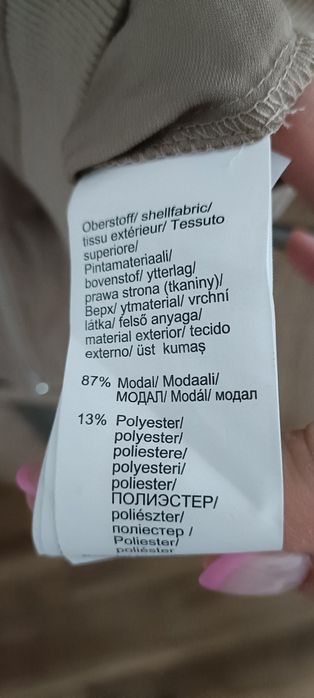 Oberstoff/ shellfabric/
tissu extérieur/ Tessuto
superiore/
Pintamateriaali/
bovenstof/ ytterlag/
prawa strona (tkaniny)/
Верх/ ytmaterial/ vrchní
látka/ felső anyaga/
material exterior/ tecido
externo/ üst kumaş
87% Modal/ Modaali/
МОДАЛ/ Modál/ модал
13% Polyester/
polyester/
poliestere/
polyesteri/
poliester/
ПОЛИЭСТЕР/
poliészter/
поліестер /
Poliester/
poliéster